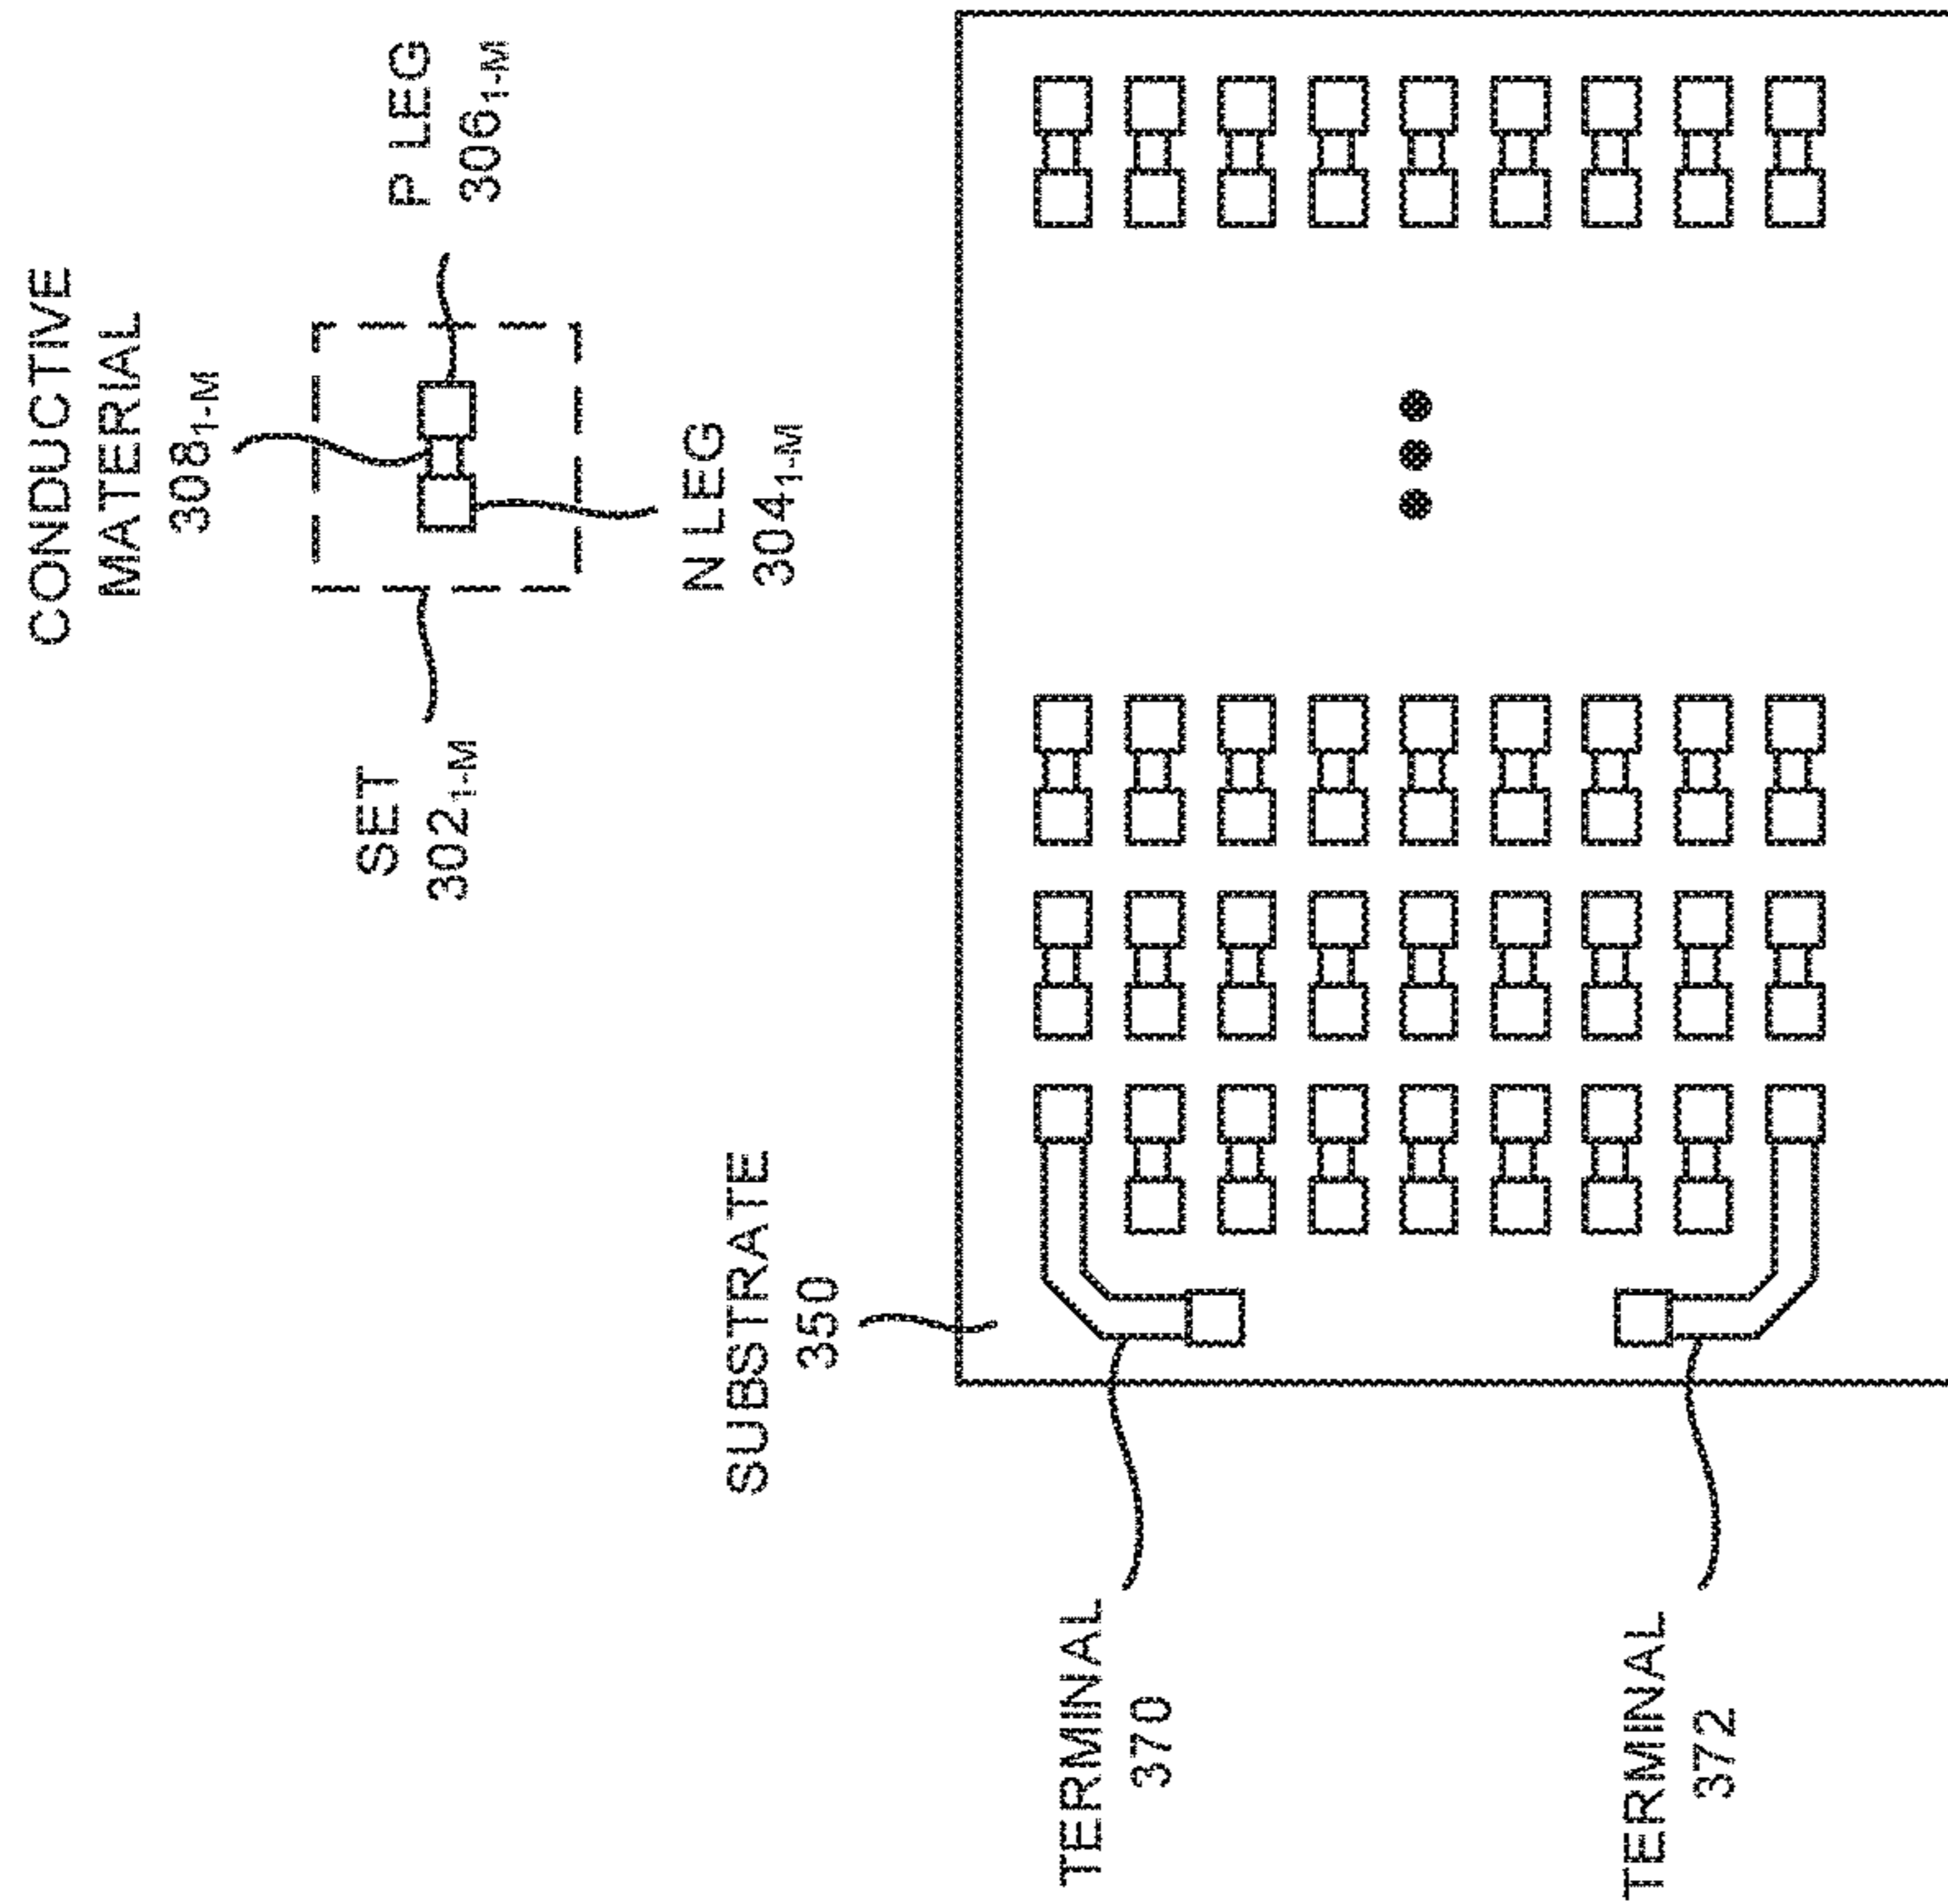 CONDUCTIVE
MATERIAL
308₁₋M
P LEG
306₁₋M
SET
302₁₋M
N LEG
304₁₋M
SUBSTRATE
350
TERMINAL
370
TERMINAL
372